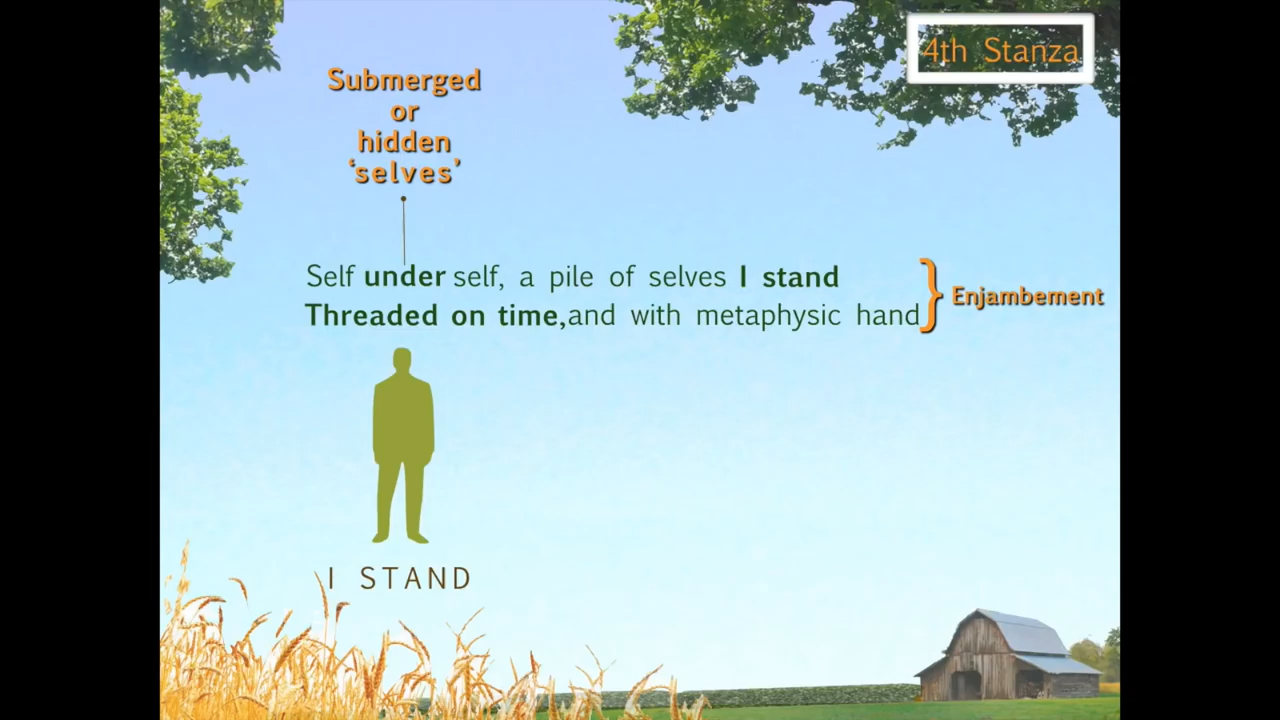 4th Stanza
Submerged
or
hidden
‘selves’
Self under self, a pile of selves I stand
Threaded on time,and with metaphysic hand
Enjambement
I STAND